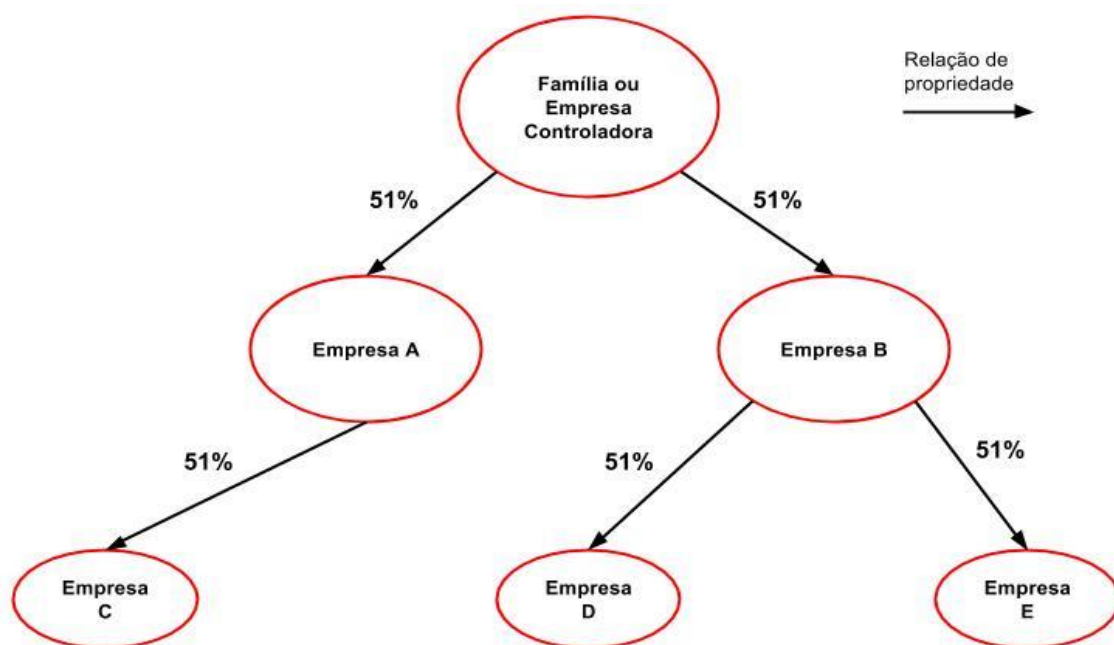 Família ou
Empresa
Controladora
Relação de
propriedade
51%
51%
Empresa A
Empresa B
51%
51%
51%
Empresa
C
Empresa
D
Empresa
E